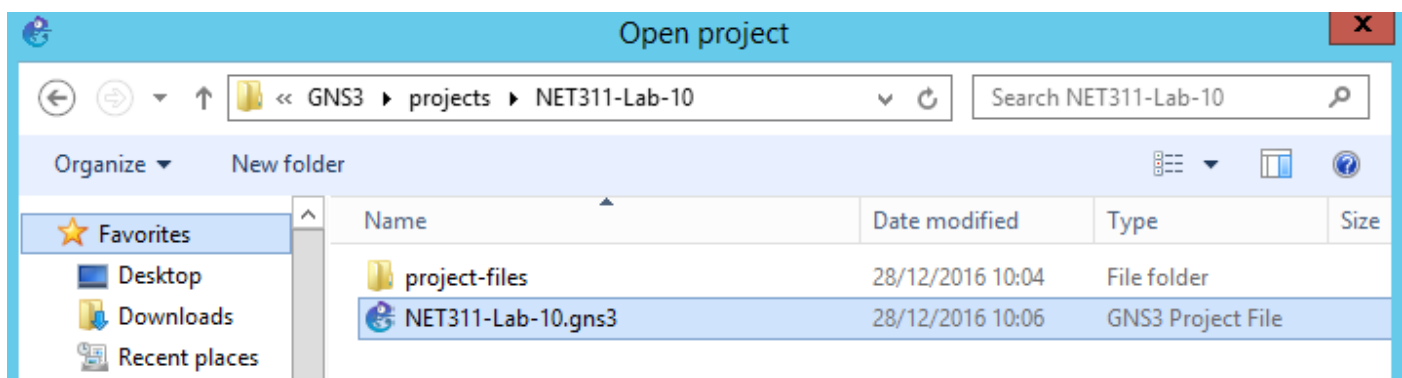 Open project
x
« GNS3 projects NET311-Lab-10
Search NET311-Lab-10
Organize New folder
?
Favorites
Desktop
Downloads
Recent places
Name Date modified Type Size
project-files 28/12/2016 10:04 File folder
NET311-Lab-10.gns3 28/12/2016 10:06 GNS3 Project File